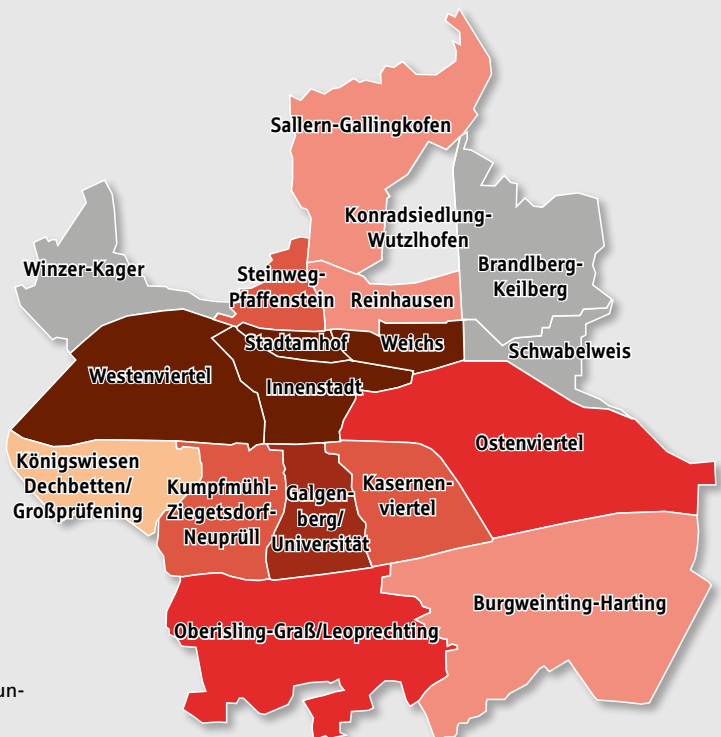 Sallern-Gallingkofen
Konradsiedlung-
Wutzlhofen
Winzer-Kager
Steinweg-
Pfaffenstein
Reinhausen
Brandlberg-
Keilberg
Stadtamhof
Weichs
Schwabelweis
Westenviertel
Innenstadt
Ostenviertel
Königswiesen
Dechbetten/
Großprüfening
Kumpfmühl-
Ziegetsdorf-
Neuprüll
Galgen-
berg/
Universität
Kasernen-
viertel
Burgweinting-Harting
Oberisling-Graß/Leoprechting
un-